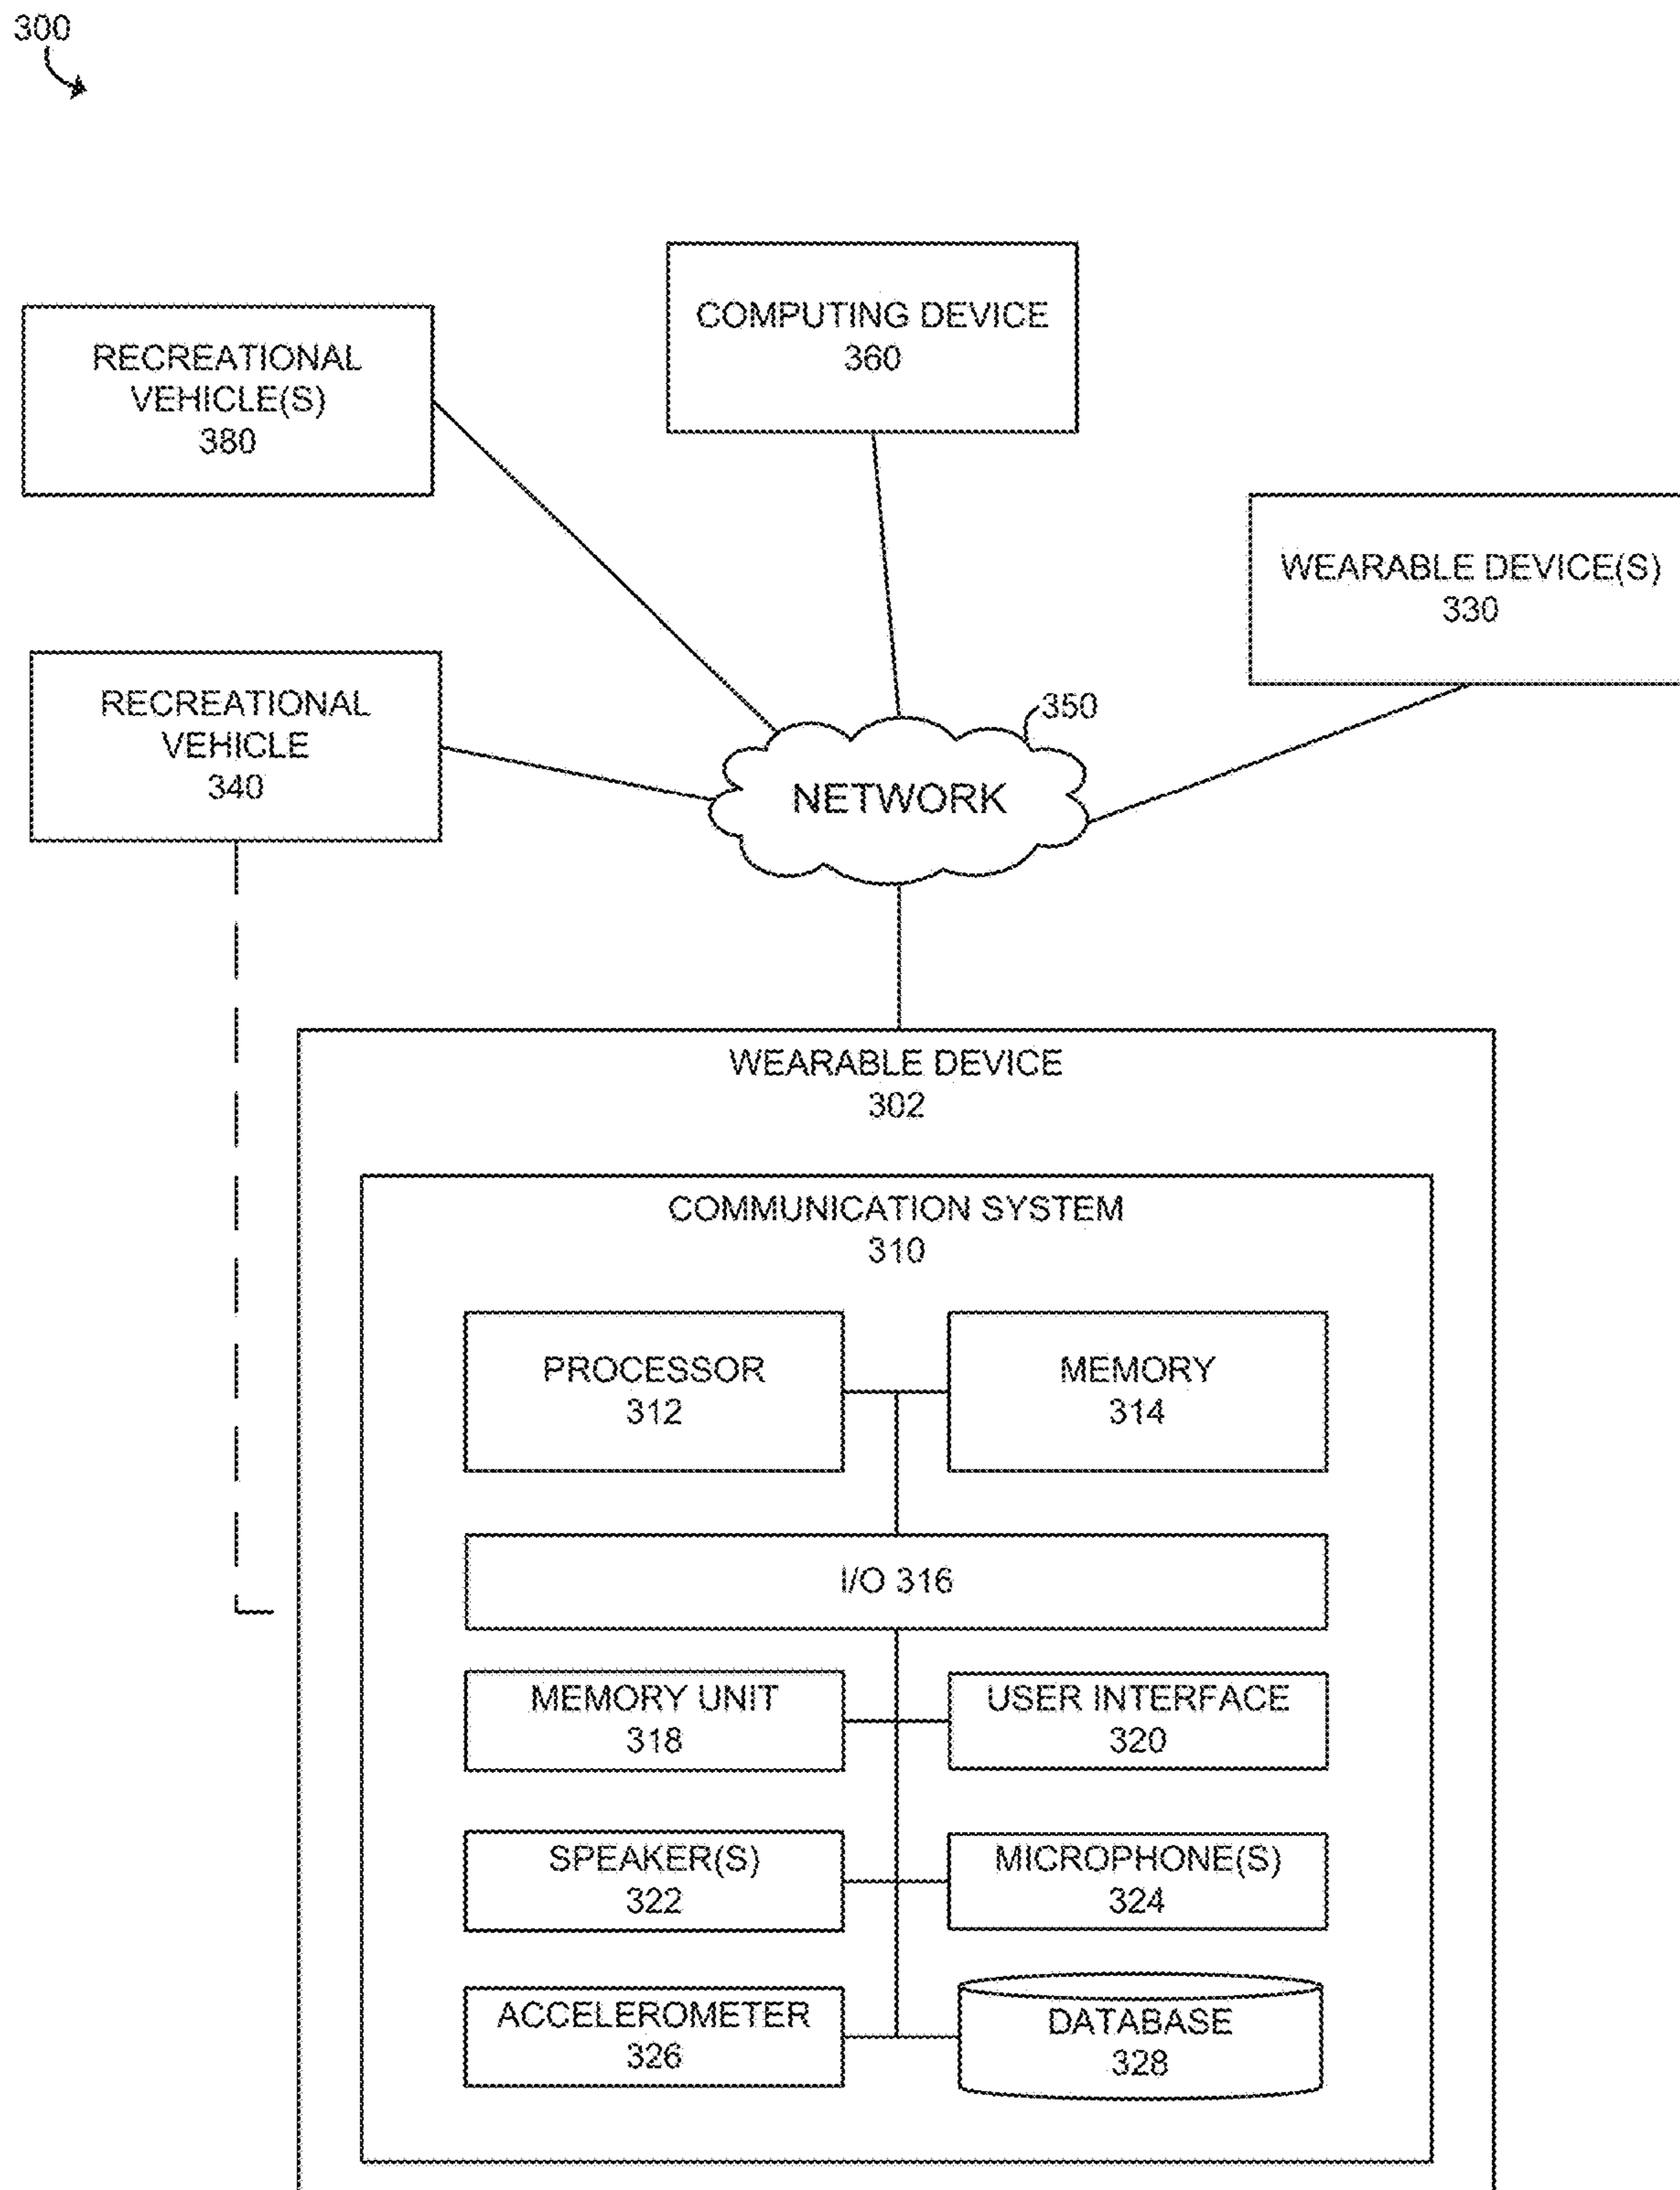 300
COMPUTING DEVICE
360
RECREATIONAL
VEHICLE(S)
380
WEARABLE DEVICE(S)
330
RECREATIONAL
VEHICLE
340
350
NETWORK
WEARABLE DEVICE
302
COMMUNICATION SYSTEM
310
PROCESSOR
312
MEMORY
314
I/O 316
MEMORY UNIT
318
USER INTERFACE
320
SPEAKER(S)
322
MICROPHONE(S)
324
ACCELEROMETER
326
DATABASE
328